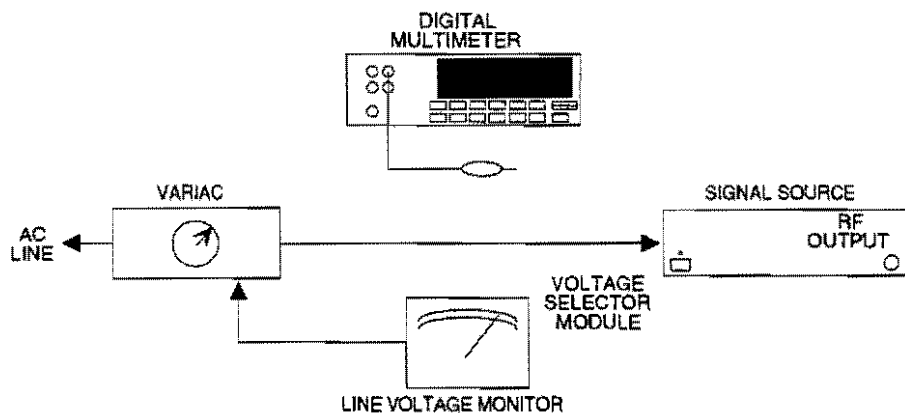 DIGITAL
MULTIMETER
VARIAC
SIGNAL SOURCE
AC
LINE
RF
OUTPUT
VOLTAGE
SELECTOR
MODULE
LINE VOLTAGE MONITOR